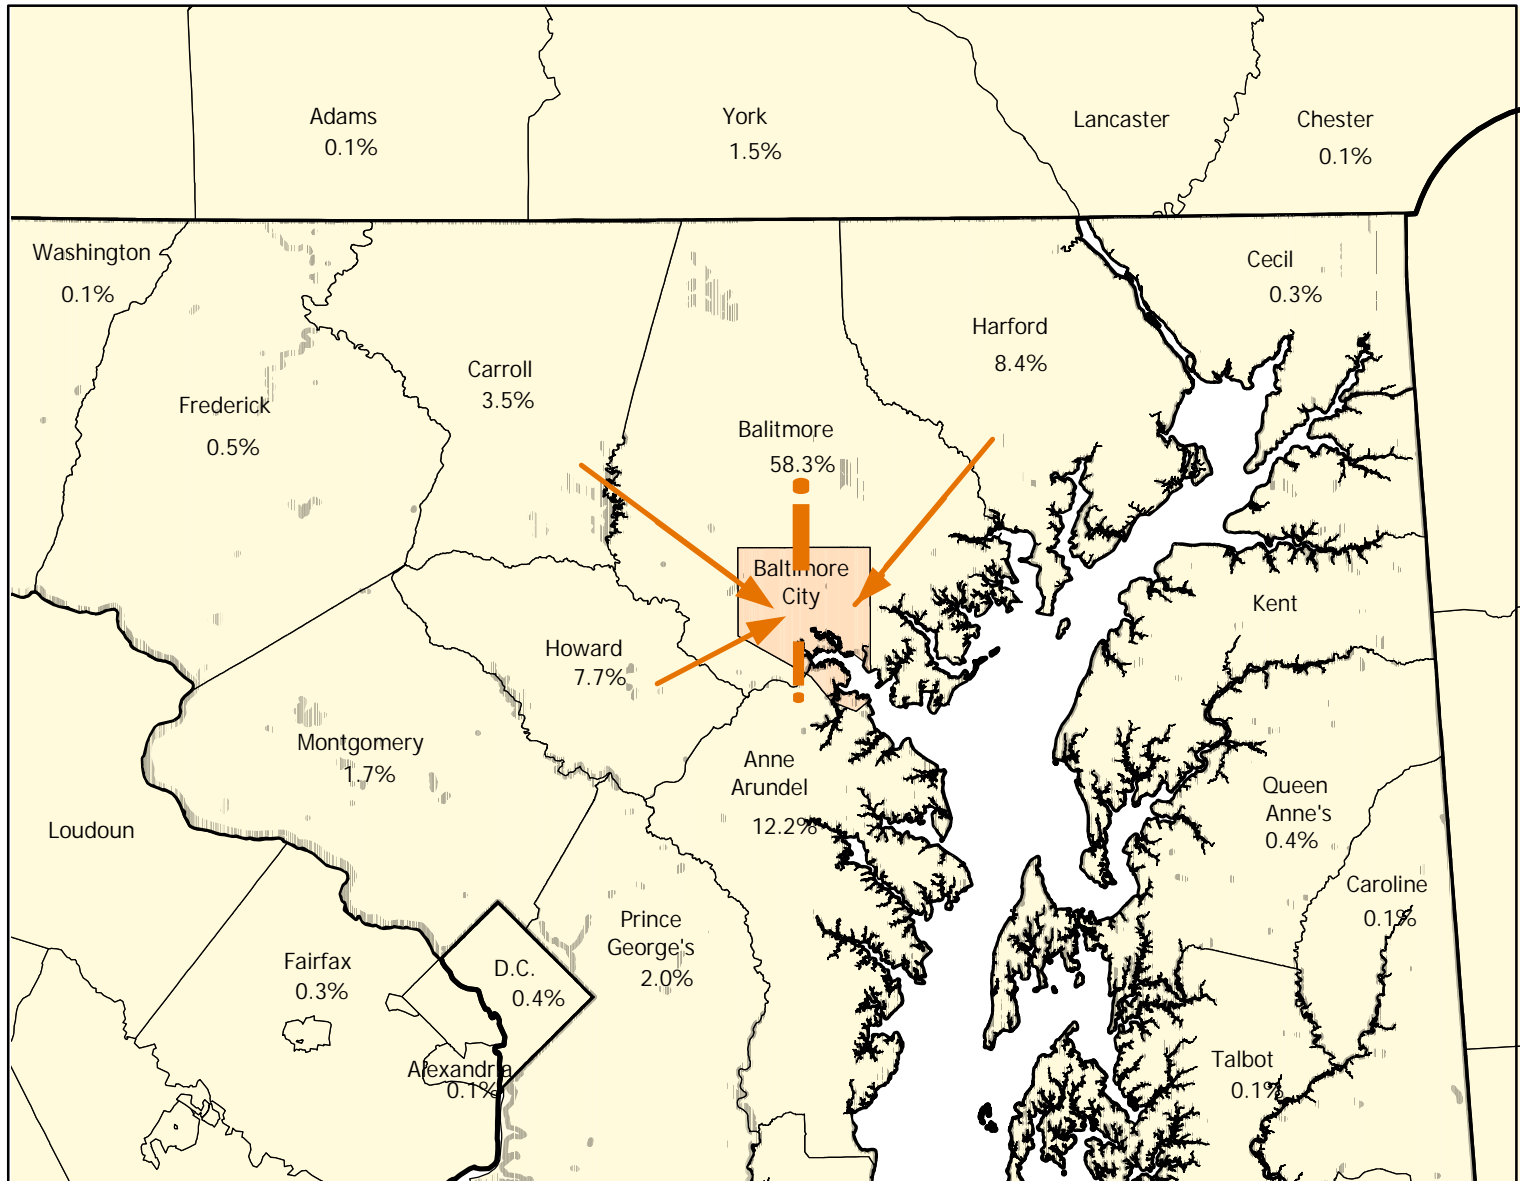 Adams
0.1%
York
1.5%
Lancaster
Chester
0.1%
Washington
0.1%
Cecil
0.3%
Harford
8.4%
Carroll
3.5%
Frederick
0.5%
Balitmore
58.3%
Baltimore
City
Kent
Howard
7.7%
Montgomery
1.7%
Anne
Arundel
12.2%
Queen
Anne's
0.4%
Loudoun
Caroline
0.1%
Prince
George's
2.0%
Fairfax
0.3%
D.C.
0.4%
Alexandria
0.1%
Talbot
0.1%